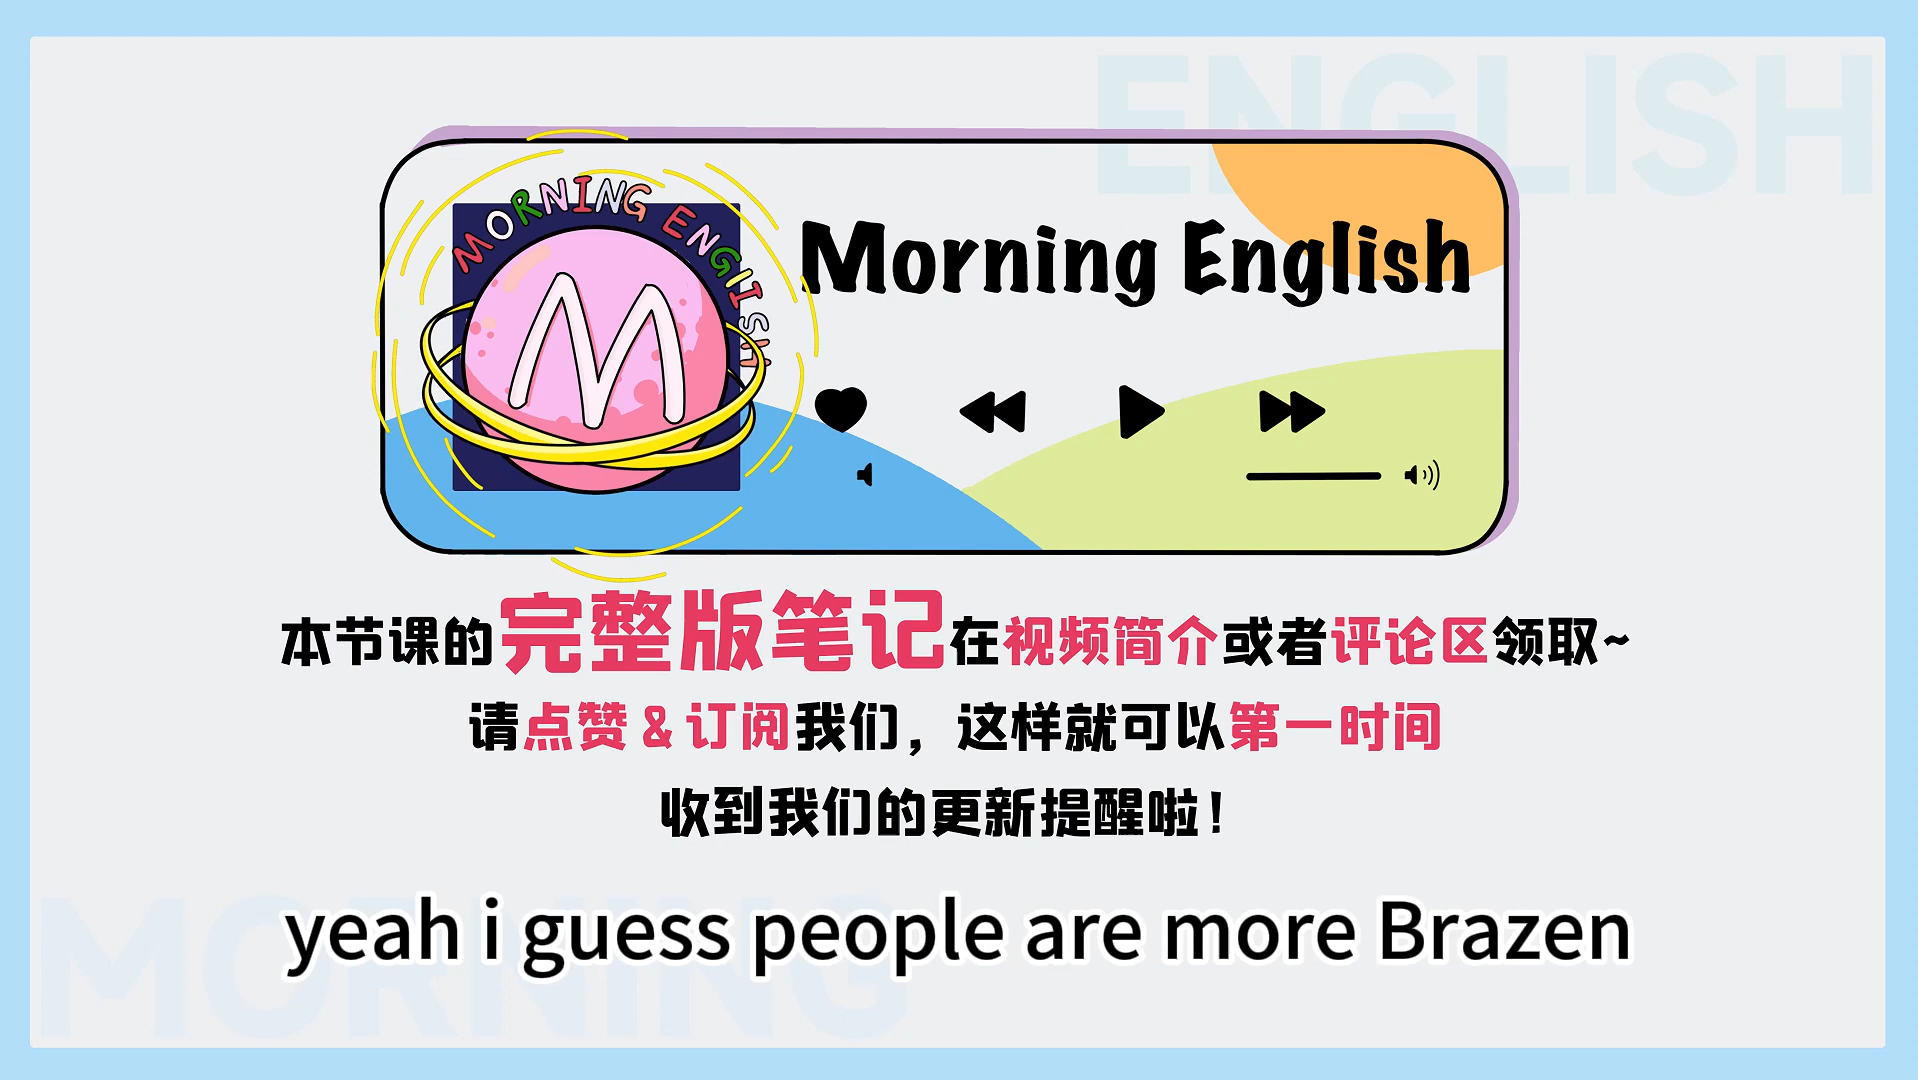 ENGLISH
MORNING ENGLISH
M
Morning English
本节课的完整版笔记在视频简介或者评论区领取~
请点赞&订阅我们，这样就可以第一时间
收到我们的更新提醒啦！
MORNING
yeah i guess people are more Brazen